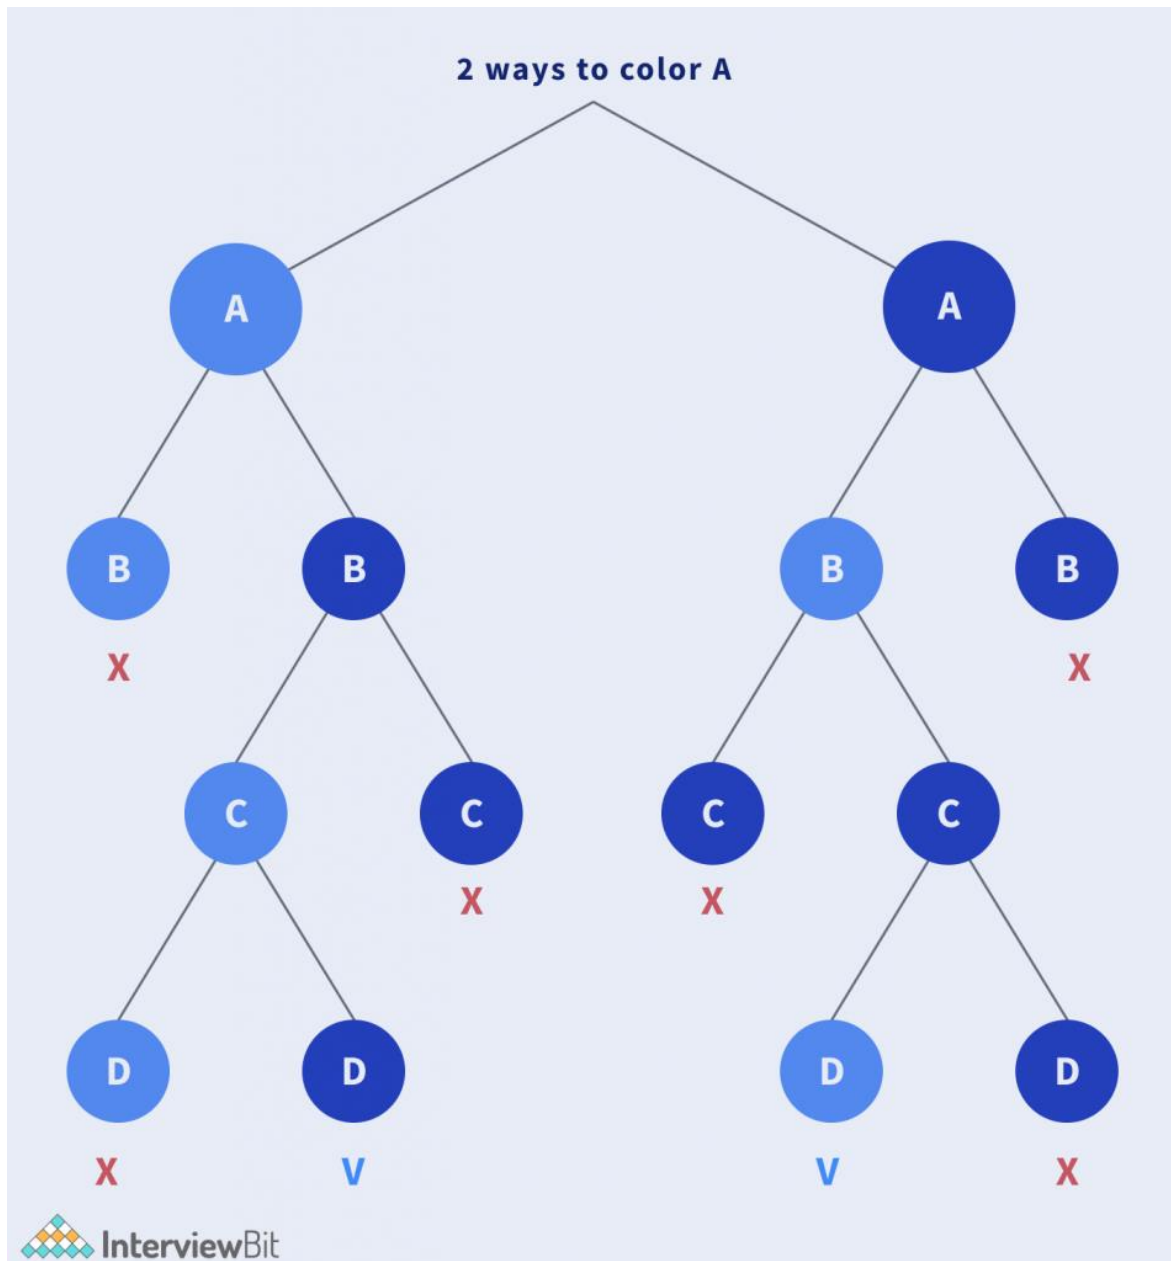 2 ways to color A
A A
B B B B
X X
C C C C
X X
D D D D
X V V X
InterviewBit